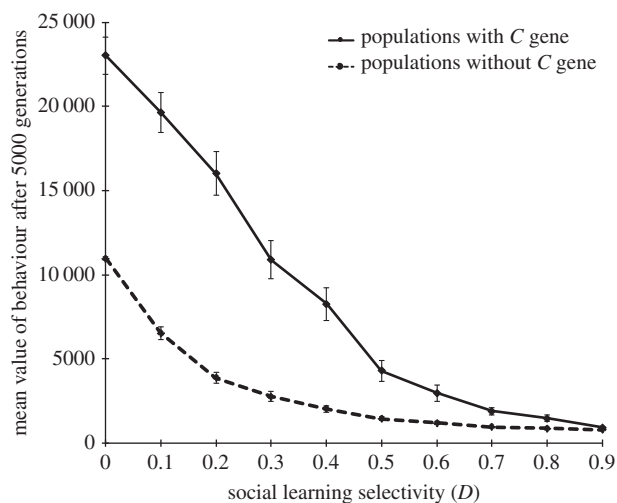 25 000
20 000
15 000
10 000
5000
0
mean value of behaviour after 5000 generations
populations with C gene
populations without C gene
0 0.1 0.2 0.3 0.4 0.5 0.6 0.7 0.8 0.9
social learning selectivity (D)